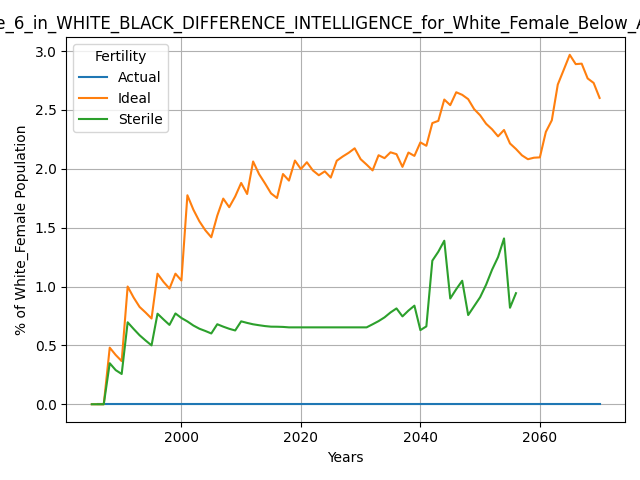 e_6_in_WHITE_BLACK_DIFFERENCE_INTELLIGENCE_for_White_Female_Below_A
Fertility
Actual
Ideal
Sterile
% of White_Female Population
3.0
2.5
2.0
1.5
1.0
0.5
0.0
2000 2020 2040 2060
Years